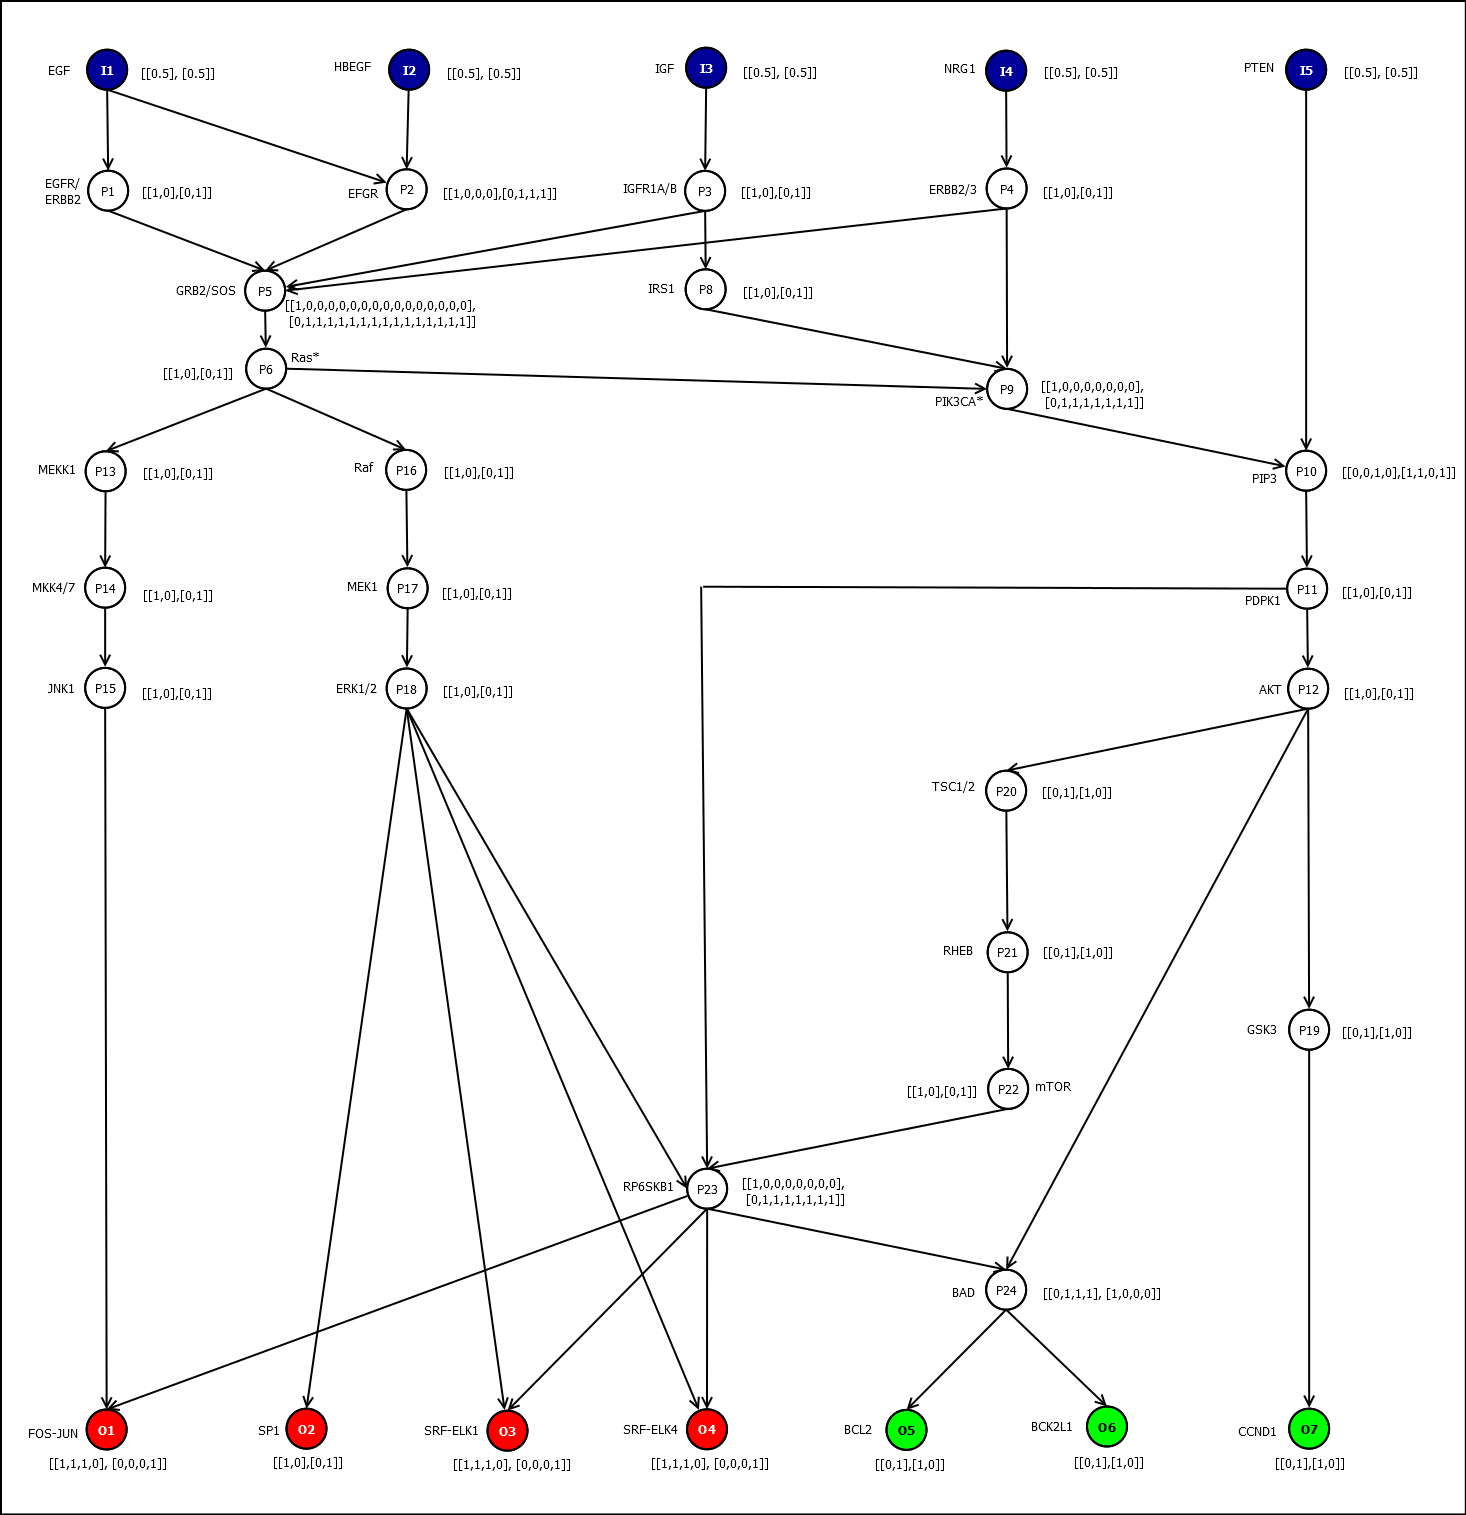 EGF I1 [[0.5], [0.5]]
HBEGF I2 [[0.5], [0.5]]
IGF I3 [[0.5], [0.5]]
NRG1 I4 [[0.5], [0.5]]
PTEN I5 [[0.5], [0.5]]
EGFR/
ERBB2
P1 [[1,0],[0,1]]
EFGR P2 [[1,0,0,0],[0,1,1,1]]
IGFR1A/B P3 [[1,0],[0,1]]
ERBB2/3 P4 [[1,0],[0,1]]
GRB2/SOS P5
[[1,0,0,0,0,0,0,0,0,0,0,0,0,0,0,0],
[0,1,1,1,1,1,1,1,1,1,1,1,1,1,1,1]]
IRS1 P8 [[1,0],[0,1]]
[[1,0],[0,1]] P6 Ras*
PIK3CA* P9
[[1,0,0,0,0,0,0,0],
[0,1,1,1,1,1,1,1]]
MEKK1 P13 [[1,0],[0,1]]
Raf P16 [[1,0],[0,1]]
PIP3 P10 [[0,0,1,0],[1,1,0,1]]
MKK4/7 P14 [[1,0],[0,1]]
MEK1 P17 [[1,0],[0,1]]
PDPK1 P11 [[1,0],[0,1]]
JNK1 P15 [[1,0],[0,1]]
ERK1/2 P18 [[1,0],[0,1]]
AKT P12 [[1,0],[0,1]]
TSC1/2 P20 [[0,1],[1,0]]
RHEB P21 [[0,1],[1,0]]
GSK3 P19 [[0,1],[1,0]]
[[1,0],[0,1]] P22 mTOR
RP6SKB1 P23
[[1,0,0,0,0,0,0,0],
[0,1,1,1,1,1,1,1]]
BAD P24 [[0,1,1,1], [1,0,0,0]]
FOS-JUN O1
[[1,1,1,0], [0,0,0,1]]
SP1 O2
[[1,0],[0,1]]
SRF-ELK1 O3
[[1,1,1,0], [0,0,0,1]]
SRF-ELK4 O4
[[1,1,1,0], [0,0,0,1]]
BCL2 O5
[[0,1],[1,0]]
BCK2L1 O6
[[0,1],[1,0]]
CCND1 O7
[[0,1],[1,0]]